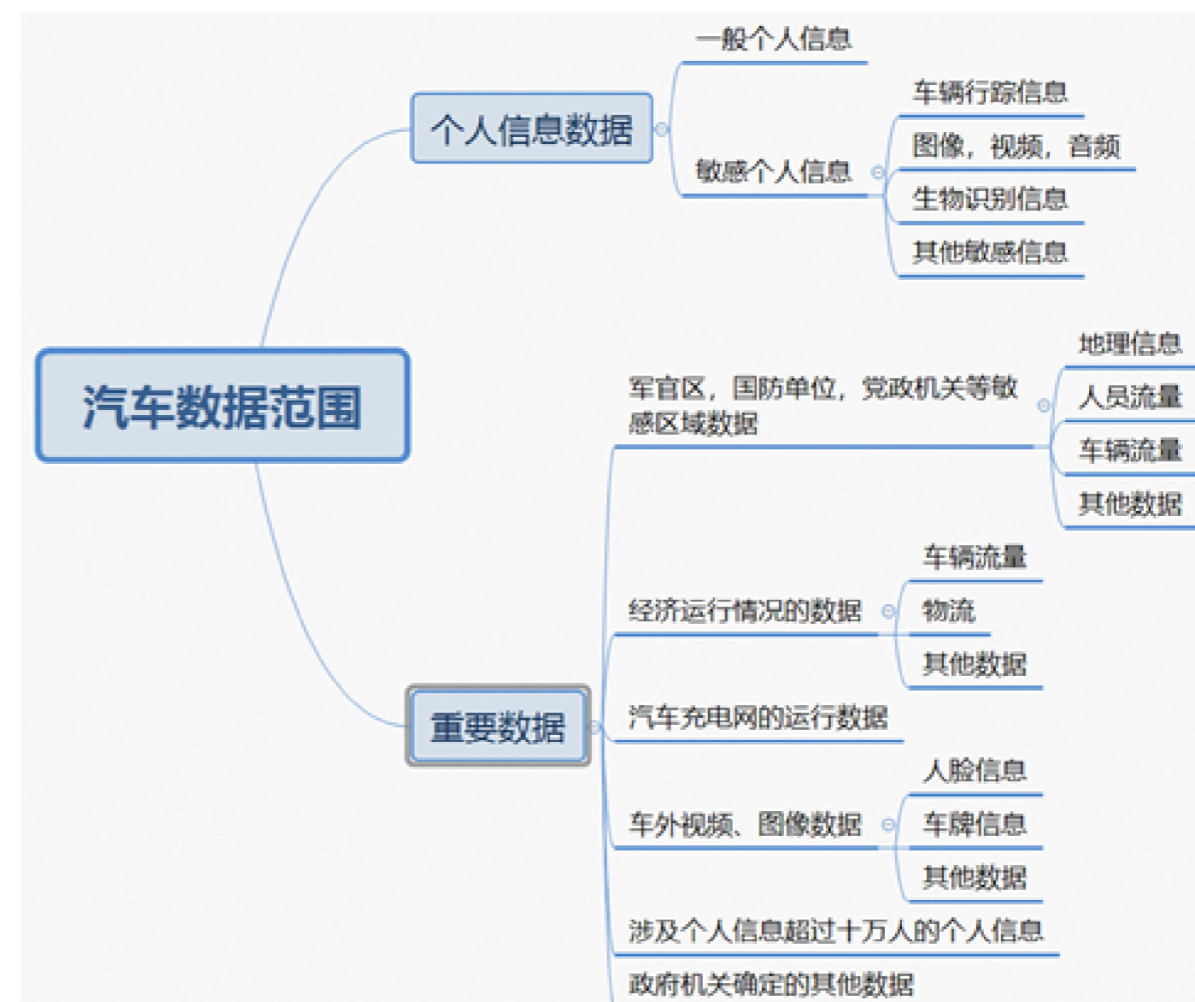 汽车数据范围
个人信息数据
一般个人信息
敏感个人信息
车辆行踪信息
图像，视频，音频
生物识别信息
其他敏感信息
重要数据
军官区，国防单位，党政机关等敏
感区域数据
地理信息
人员流量
车辆流量
其他数据
经济运行情况的数据
车辆流量
物流
其他数据
汽车充电网的运行数据
车外视频、图像数据
人脸信息
车牌信息
其他数据
涉及个人信息超过十万人的个人信息
政府机关确定的其他数据